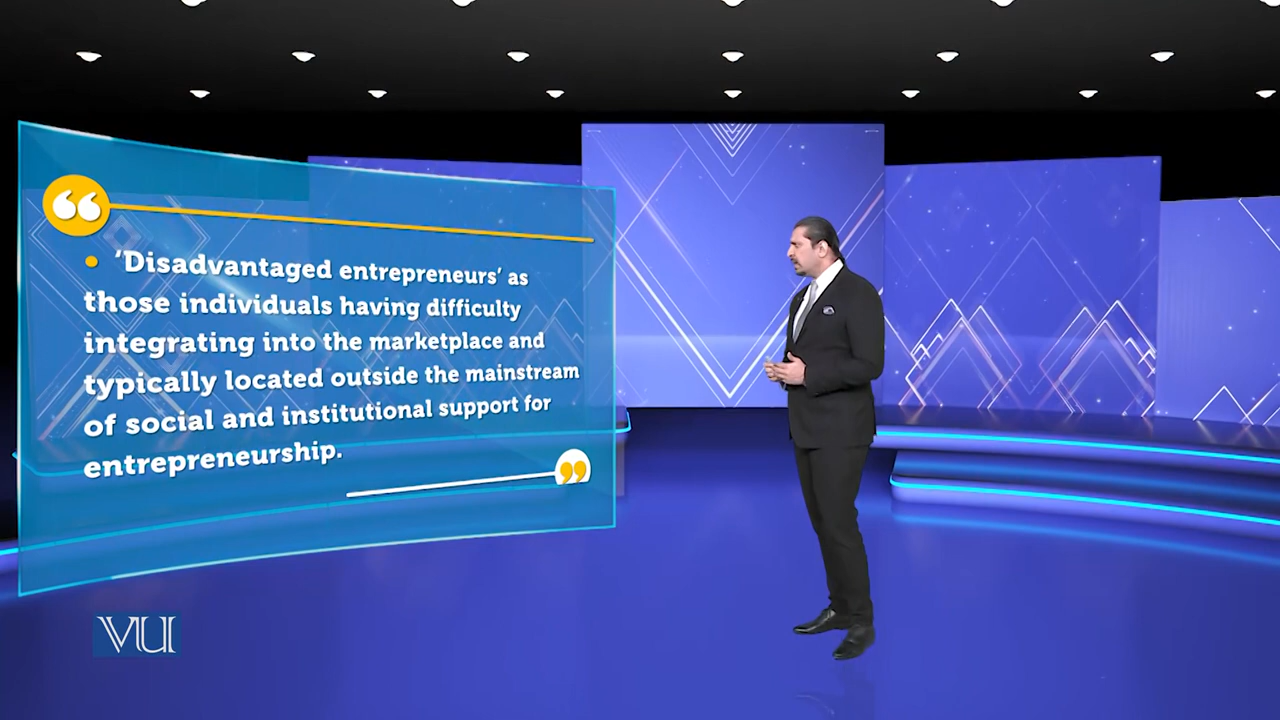 “
• ‘Disadvantaged entrepreneurs’ as
those individuals having difficulty
integrating into the marketplace and
typically located outside the mainstream
of social and institutional support for
entrepreneurship.
”
VU